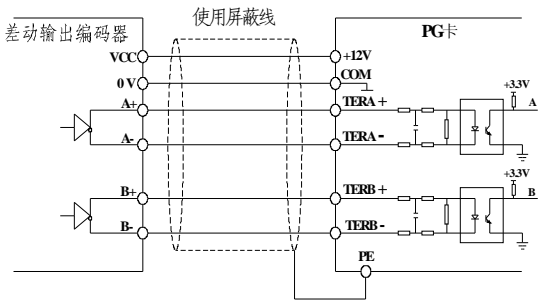 差动输出编码器
使用屏蔽线
PG卡
VCC
+12V
0V
COM
A+
TERA+
+3.3V
A
A-
TERA-
B+
TERB+
+3.3V
B
B-
TERB-
PE